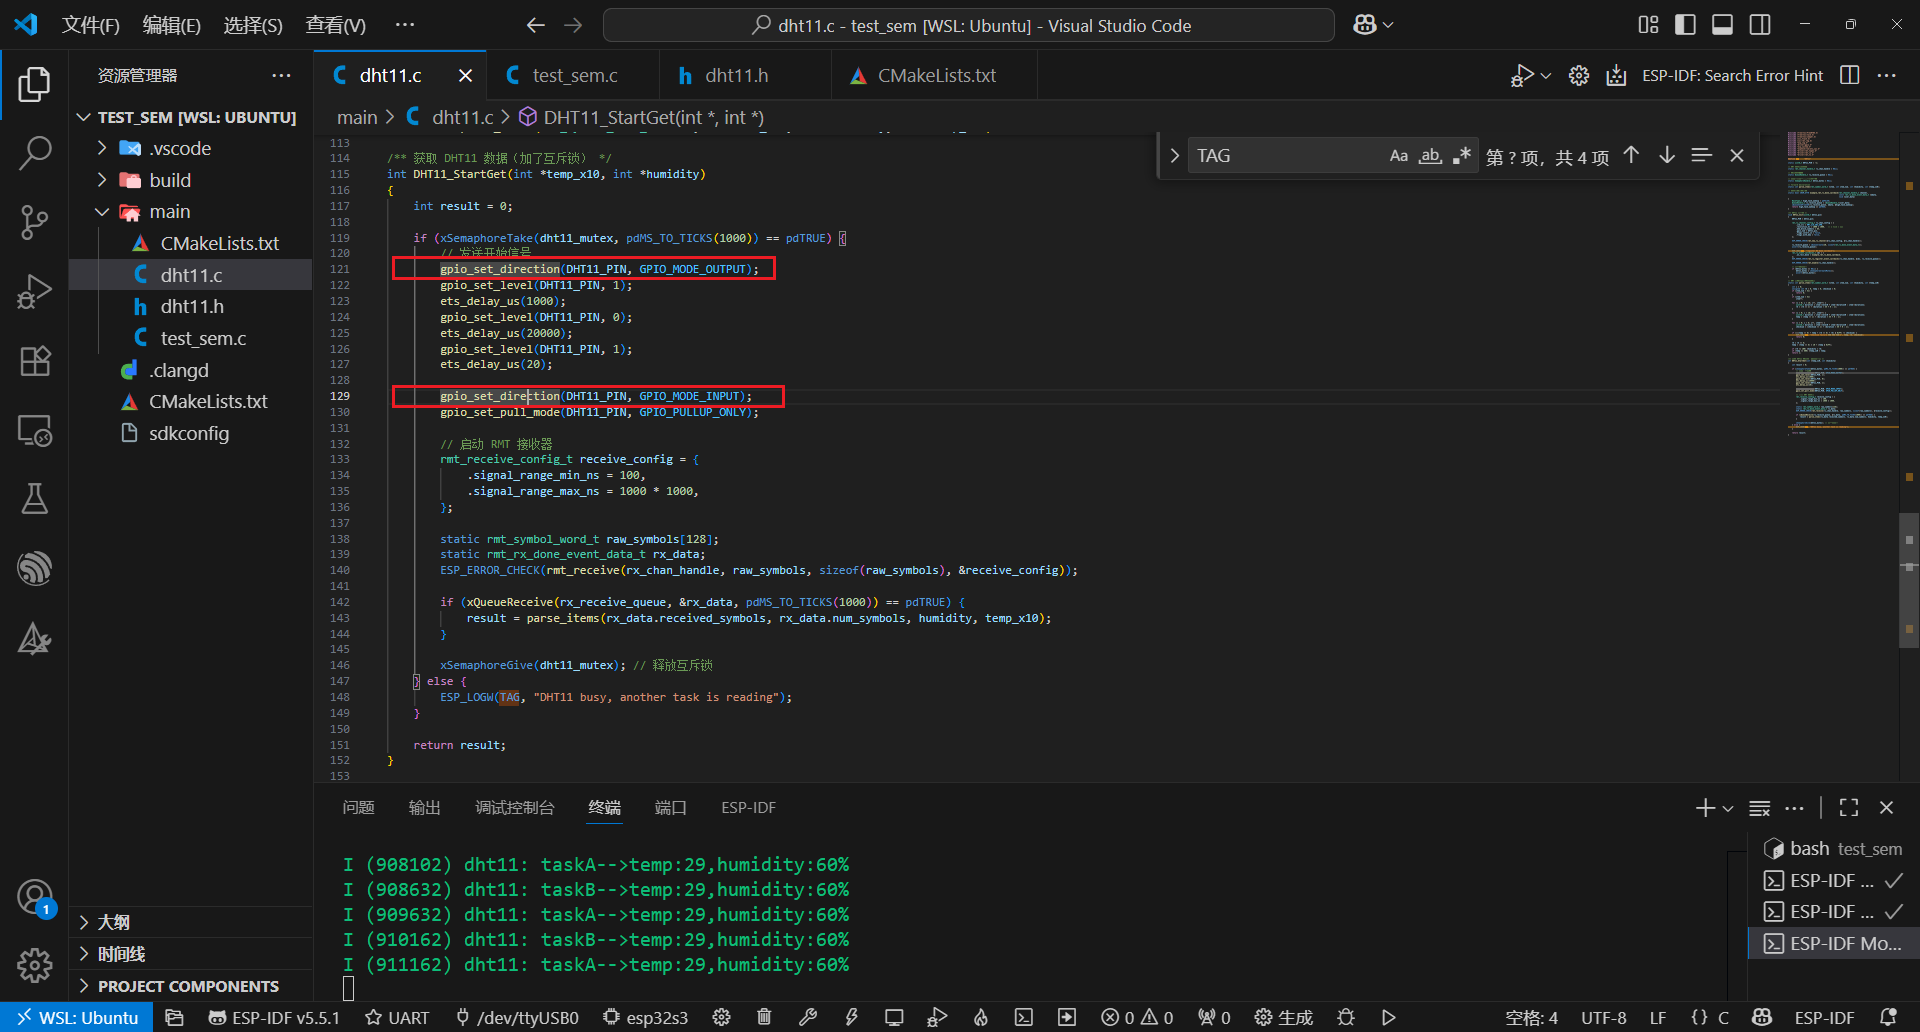 文件(F) 编辑(E) 选择(S) 查看(V) ···
dht11.c - test_sem [WSL: Ubuntu] - Visual Studio Code
资源管理器
TEST_SEM [WSL: UBUNTU]
.vscode
build
main
CMakeLists.txt
dht11.c
dht11.h
test_sem.c
.clangd
CMakeLists.txt
sdkconfig
大纲
时间线
PROJECT COMPONENTS
1
dht11.c test_sem.c dht11.h CMakeLists.txt
ESP-IDF: Search Error Hint
main > dht11.c > DHT11_StartGet(int *, int *)
TAG
Aa ab .* 第 ? 项，共 4 项
113
114 /** 获取 DHT11 数据（加了互斥锁） */
115 int DHT11_StartGet(int *temp_x10, int *humidity)
116 {
117 int result = 0;
118
119 if (xSemaphoreTake(dht11_mutex, pdMS_TO_TICKS(1000)) == pdTRUE) {
120 // 发送开始信号
121 gpio_set_direction(DHT11_PIN, GPIO_MODE_OUTPUT);
122 gpio_set_level(DHT11_PIN, 1);
123 ets_delay_us(1000);
124 gpio_set_level(DHT11_PIN, 0);
125 ets_delay_us(20000);
126 gpio_set_level(DHT11_PIN, 1);
127 ets_delay_us(20);
128
129 gpio_set_direction(DHT11_PIN, GPIO_MODE_INPUT);
130 gpio_set_pull_mode(DHT11_PIN, GPIO_PULLUP_ONLY);
131
132 // 启动 RMT 接收器
133 rmt_receive_config_t receive_config = {
134 .signal_range_min_ns = 100,
135 .signal_range_max_ns = 1000 * 1000,
136 };
137
138 static rmt_symbol_word_t raw_symbols[128];
139 static rmt_rx_done_event_data_t rx_data;
140 ESP_ERROR_CHECK(rmt_receive(rx_chan_handle, raw_symbols, sizeof(raw_symbols), &receive_config));
141
142 if (xQueueReceive(rx_receive_queue, &rx_data, pdMS_TO_TICKS(1000)) == pdTRUE) {
143 result = parse_items(rx_data.received_symbols, rx_data.num_symbols, humidity, temp_x10);
144 }
145
146 xSemaphoreGive(dht11_mutex); // 释放互斥锁
147 } else {
148 ESP_LOGW(TAG, "DHT11 busy, another task is reading");
149 }
150
151 return result;
152 }
153
问题 输出 调试控制台 终端 端口 ESP-IDF
I (908102) dht11: taskA-->temp:29,humidity:60%
I (908632) dht11: taskB-->temp:29,humidity:60%
I (909632) dht11: taskA-->temp:29,humidity:60%
I (910162) dht11: taskB-->temp:29,humidity:60%
I (911162) dht11: taskA-->temp:29,humidity:60%
bash test_sem
ESP-IDF ...
ESP-IDF ...
ESP-IDF Mo...
WSL: Ubuntu ESP-IDF v5.5.1 UART /dev/ttyUSB0 esp32s3 0 0 0 生成 空格: 4 UTF-8 LF {} C ESP-IDF